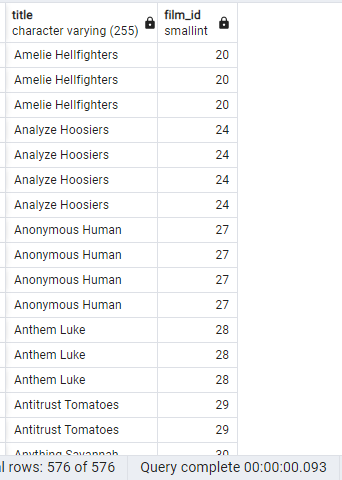 title film_id
character varying (255) smallint
Amelie Hellfighters 20
Amelie Hellfighters 20
Amelie Hellfighters 20
Analyze Hoosiers 24
Analyze Hoosiers 24
Analyze Hoosiers 24
Analyze Hoosiers 24
Anonymous Human 27
Anonymous Human 27
Anonymous Human 27
Anonymous Human 27
Anthem Luke 28
Anthem Luke 28
Anthem Luke 28
Antitrust Tomatoes 29
Antitrust Tomatoes 29
Anything Savannah 30
l rows: 576 of 576 Query complete 00:00:00.093